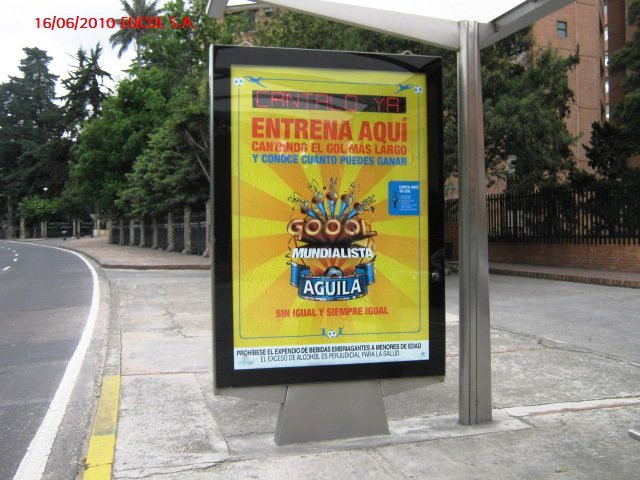 16/06/2010 EUCOL S.A.
CANTALO YA
ENTRENA AQUÍ
CANTANDO EL GOL MÁS LARGO
Y CONOCE CUÁNTO PUEDES GANAR
GOOOL
MUNDIALISTA
AGUILA
SIN IGUAL Y SIEMPRE IGUAL
PROHÍBESE EL EXPENDIO DE BEBIDAS EMBRIAGANTES A MENORES DE EDAD
EL EXCESO DE ALCOHOL ES PERJUDICIAL PARA LA SALUD.